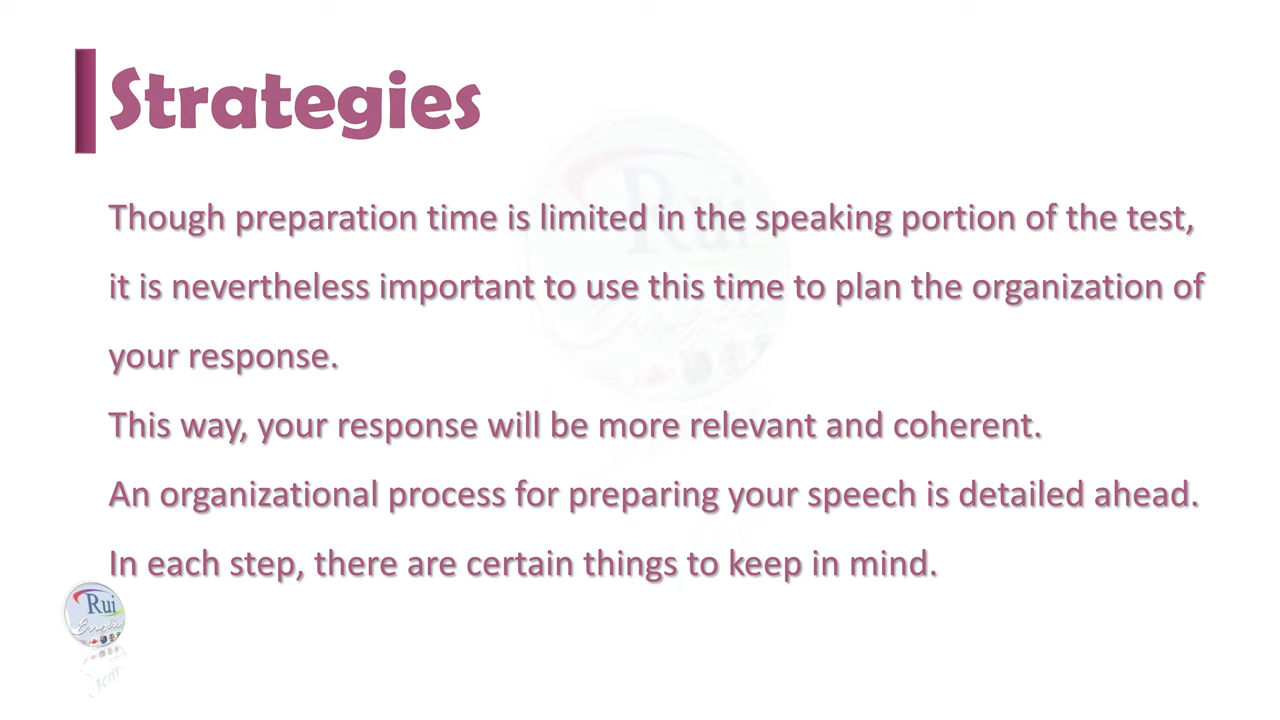 Strategies
Though preparation time is limited in the speaking portion of the test,
it is nevertheless important to use this time to plan the organization of
your response.
This way, your response will be more relevant and coherent.
An organizational process for preparing your speech is detailed ahead.
In each step, there are certain things to keep in mind.
Rui
English